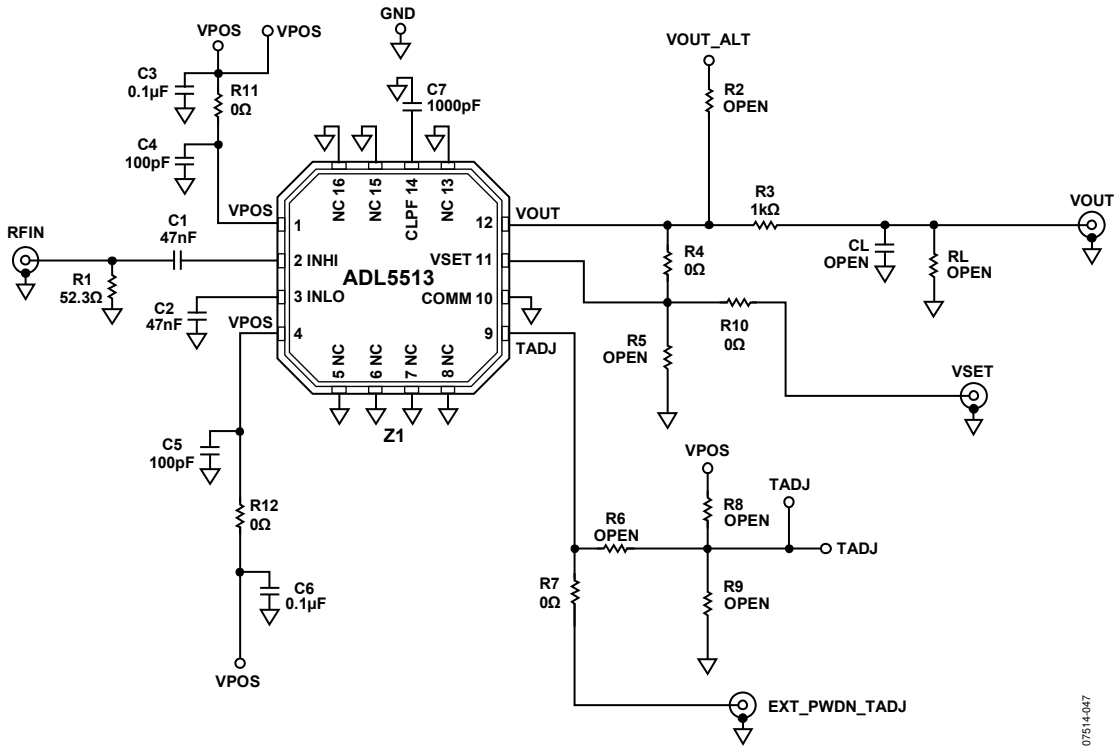 GND
VPOS
VPOS
VOUT_ALT
C3
0.1µF
R11
0Ω
C7
1000pF
R2
OPEN
C4
100pF
NC 16
NC 15
CLPF 14
NC 13
VPOS
1
VOUT
12
R3
1kΩ
VOUT
RFIN
C1
47nF
2 INHI
VSET 11
R4
0Ω
CL
OPEN
RL
OPEN
ADL5513
R1
52.3Ω
C2
47nF
3 INLO
COMM 10
R10
0Ω
VPOS
4
9
TADJ
R5
OPEN
5 NC
6 NC
7 NC
8 NC
VSET
Z1
C5
100pF
VPOS
R12
0Ω
R8
OPEN
TADJ
R6
OPEN
TADJ
C6
0.1µF
R7
0Ω
R9
OPEN
VPOS
EXT_PWDN_TADJ
07514-047